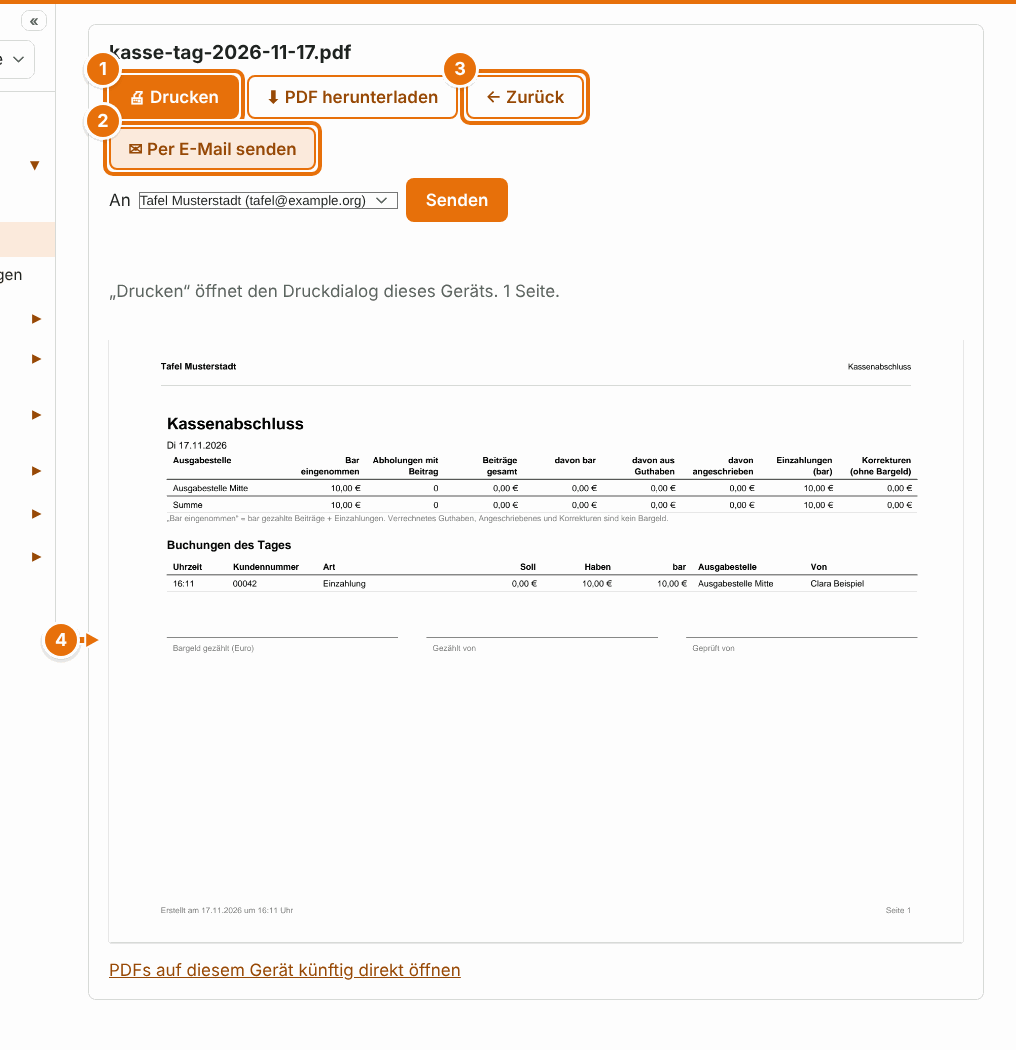 «
e
kasse-tag-2026-11-17.pdf
1
3
🖨 Drucken
⬇ PDF herunterladen
← Zurück
2
✉ Per E-Mail senden
An Tafel Musterstadt (tafel@example.org) Senden
gen
„Drucken“ öffnet den Druckdialog dieses Geräts. 1 Seite.
Tafel Musterstadt Kassenabschluss
Kassenabschluss
Di 17.11.2026
Ausgabestelle Bar eingenommen Abholungen mit Beitrag Beiträge gesamt davon bar davon aus Guthaben davon angeschrieben Einzahlungen (bar) Korrekturen (ohne Bargeld)
Ausgabestelle Mitte 10,00 € 0 0,00 € 0,00 € 0,00 € 0,00 € 10,00 € 0,00 €
Summe 10,00 € 0 0,00 € 0,00 € 0,00 € 0,00 € 10,00 € 0,00 €
„Bar eingenommen“ = bar gezahlte Beiträge + Einzahlungen. Verrechnetes Guthaben, Angeschriebenes und Korrekturen sind kein Bargeld.
Buchungen des Tages
Uhrzeit Kundennummer Art Soll Haben bar Ausgabestelle Von
16:11 00042 Einzahlung 0,00 € 10,00 € 10,00 € Ausgabestelle Mitte Clara Beispiel
4
Bargeld gezählt (Euro) Gezählt von Geprüft von
Erstellt am 17.11.2026 um 16:11 Uhr Seite 1
PDFs auf diesem Gerät künftig direkt öffnen